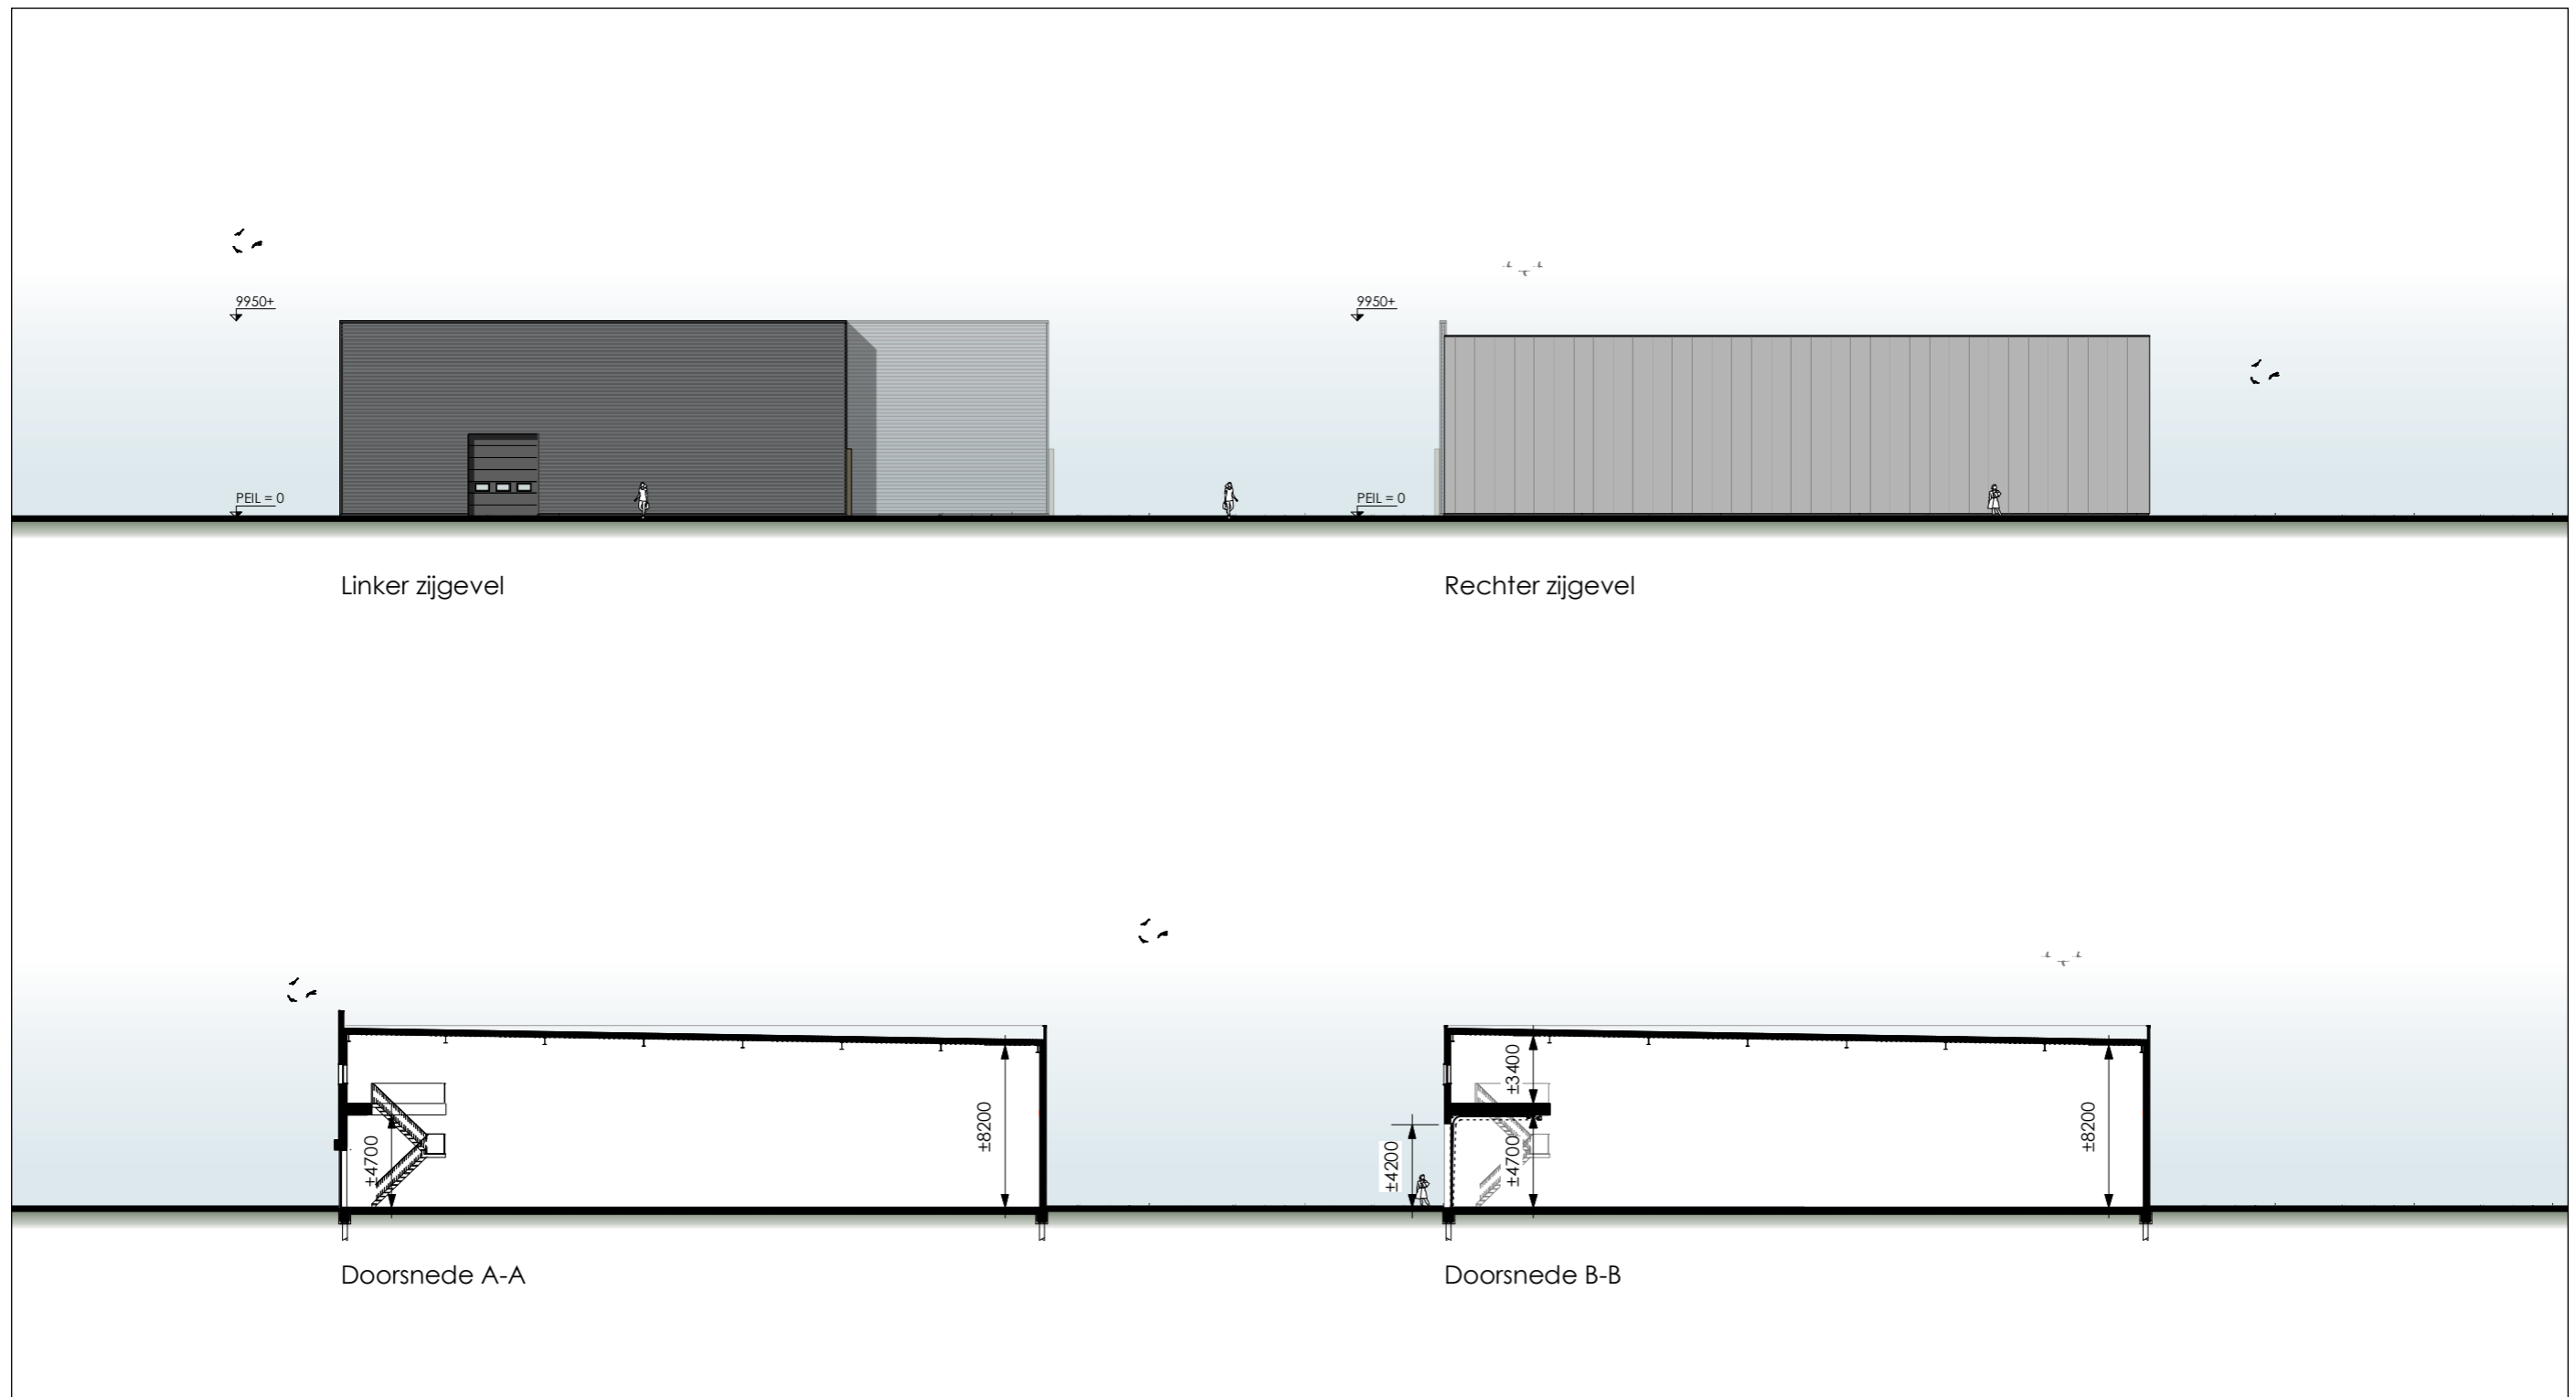 9950+
9950+
PEIL = 0
PEIL = 0
Linker zijgevel
Rechter zijgevel
±4700
±8200
±4200
±3400
±4700
±8200
Doorsnede A-A
Doorsnede B-B